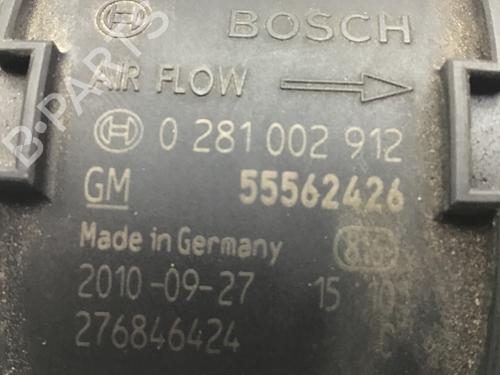 BOSCH
AIR FLOW
0 281 002 912
GM 55562426
Made in Germany
2010-09-27 15 10
276846424
B-PARTS